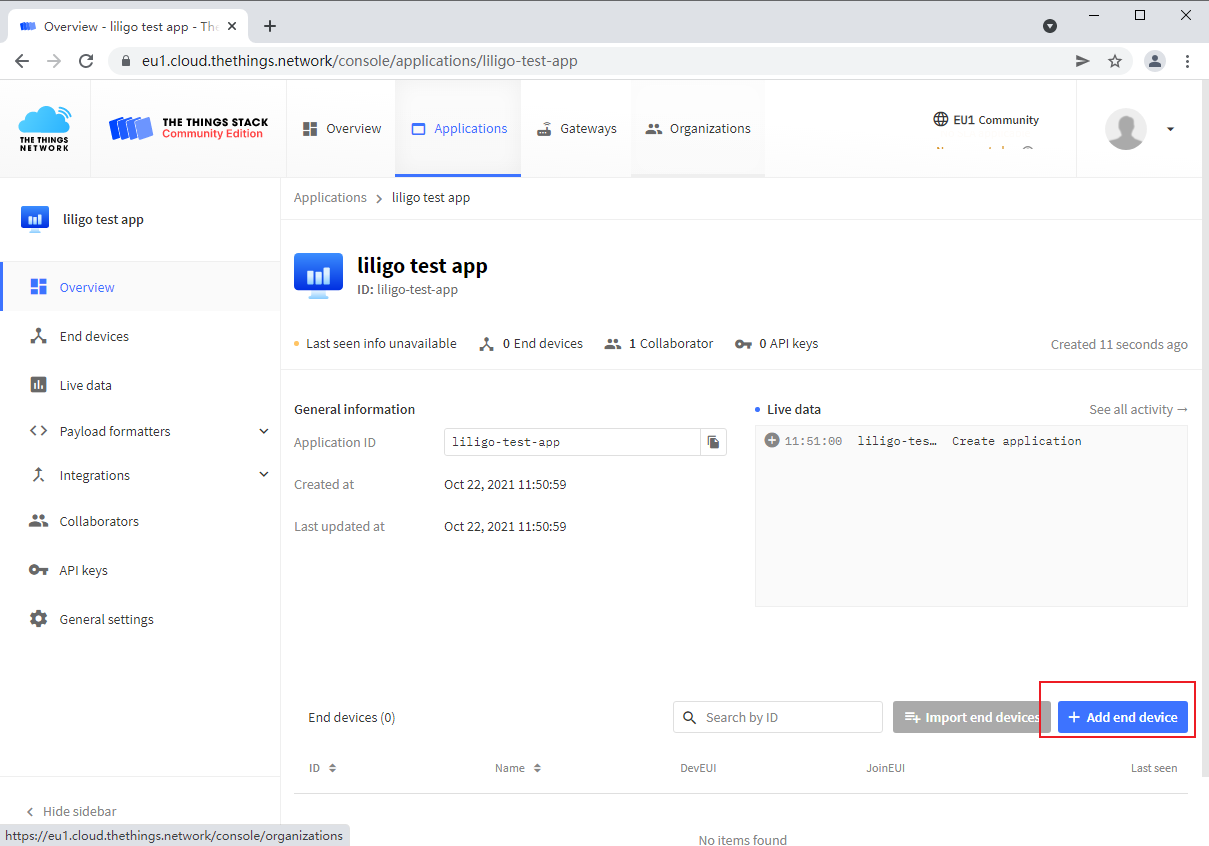 Overview - liligo test app - The
eu1.cloud.thethings.network/console/applications/liligo-test-app
THE THINGS
NETWORK
THE THINGS STACK
Community Edition
Overview
Applications
Gateways
Organizations
EU1 Community
liligo test app
Overview
End devices
Live data
Payload formatters
Integrations
Collaborators
API keys
General settings
Hide sidebar
https://eu1.cloud.thethings.network/console/organizations
Applications > liligo test app
liligo test app
ID: liligo-test-app
Last seen info unavailable 0 End devices 1 Collaborator 0 API keys Created 11 seconds ago
General information
Application ID liligo-test-app
Created at Oct 22, 2021 11:50:59
Last updated at Oct 22, 2021 11:50:59
Live data See all activity →
11:51:00 liligo-tes… Create application
End devices (0) Search by ID Import end devices + Add end device
ID Name DevEUI JoinEUI Last seen
No items found